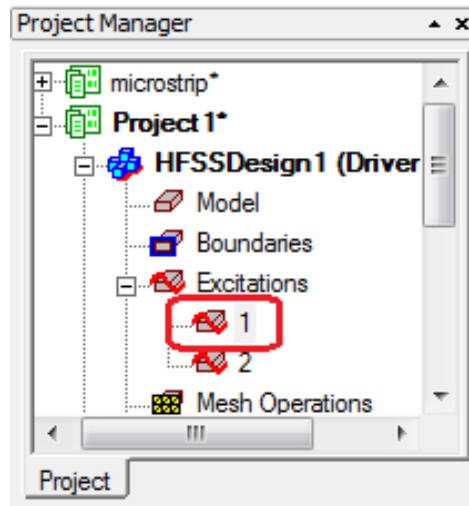 Project Manager
microstrip*
Project1*
HFSSDesign1 (Driver
Model
Boundaries
Excitations
1
2
Mesh Operations
Project